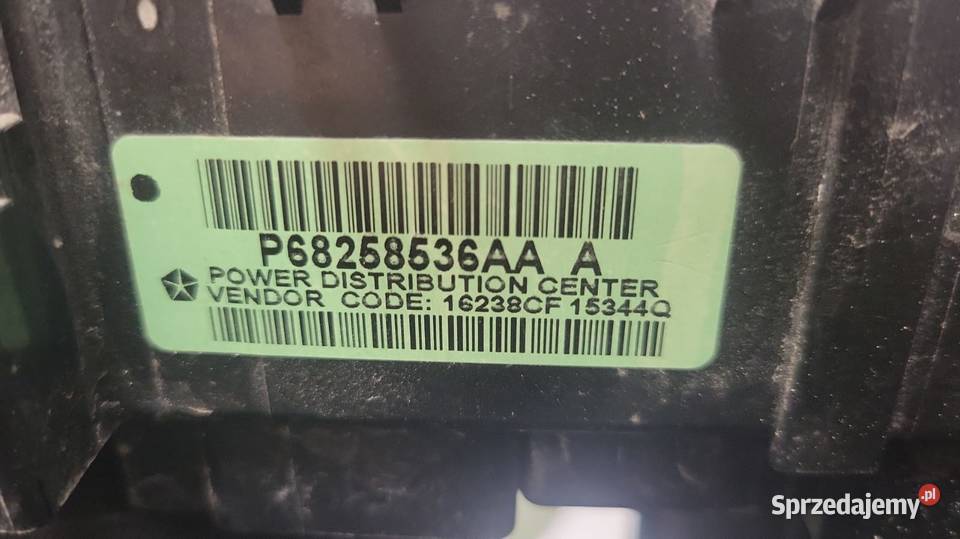 P68258536AA A
POWER DISTRIBUTION CENTER
VENDOR CODE: 16238CF 15344Q
Sprzedajemy.pl